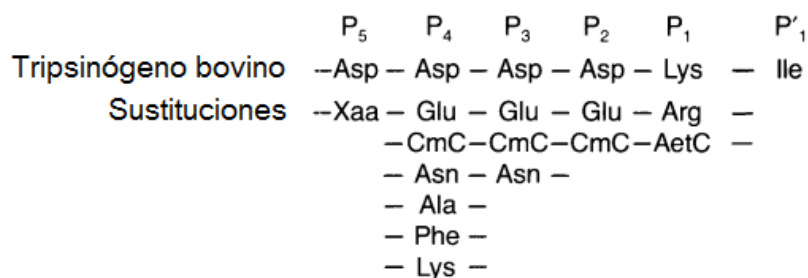 P5 P4 P3 P2 P1 P'1
Tripsinógeno bovino --Asp – Asp – Asp – Asp – Lys – Ile
Sustituciones --Xaa – Glu – Glu – Glu – Arg –
– CmC – CmC – CmC – AetC –
– Asn – Asn –
– Ala –
– Phe –
– Lys –